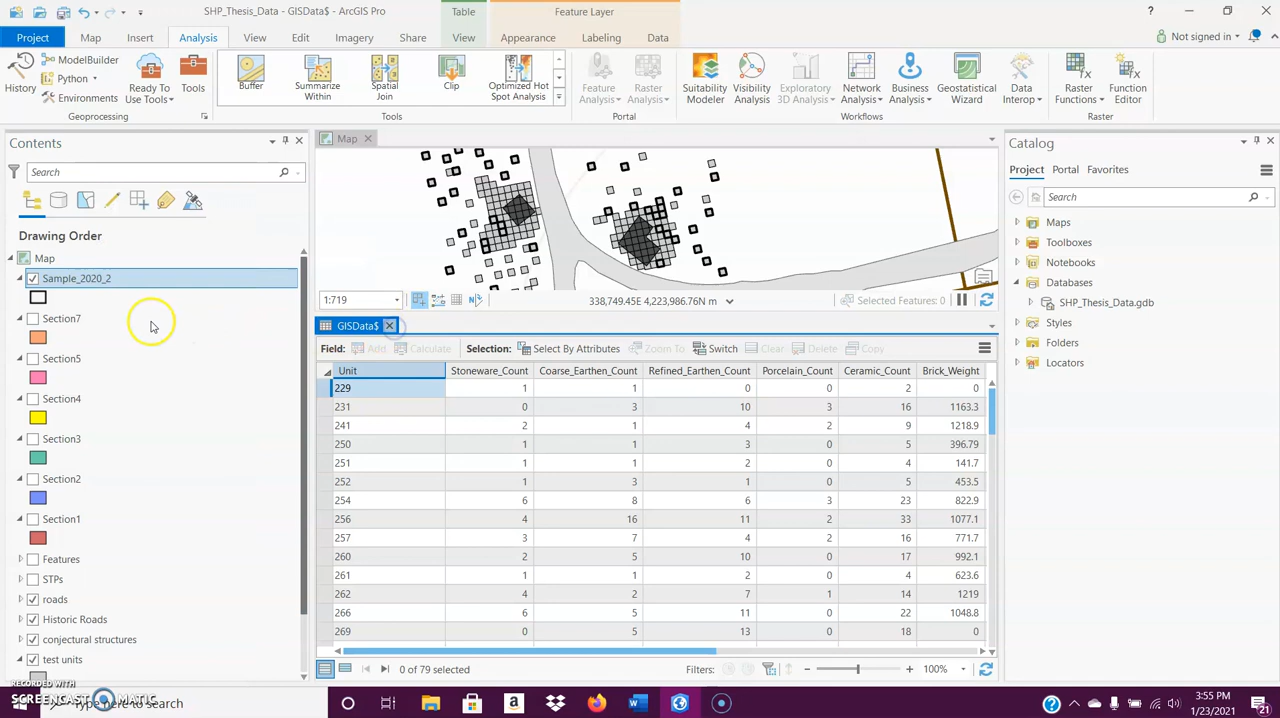 SHP_Thesis_Data - GISData$ - ArcGIS Pro
Table
Feature Layer
?
Project
Map
Insert
Analysis
View
Edit
Imagery
Share
View
Appearance
Labeling
Data
Not signed in
History
ModelBuilder
Python
Environments
Ready To Use Tools
Tools
Geoprocessing
Buffer
Summarize Within
Spatial Join
Clip
Optimized Hot Spot Analysis
Tools
Feature Analysis
Raster Analysis
Portal
Suitability Modeler
Visibility Analysis
Exploratory 3D Analysis
Network Analysis
Business Analysis
Geostatistical Wizard
Data Interop
Workflows
Raster Functions
Function Editor
Raster
Contents
Search
Drawing Order
Map
Sample_2020_2
Section7
Section5
Section4
Section3
Section2
Section1
Features
STPs
roads
Historic Roads
conjectural structures
test units
Map
1:719
338,749.45E 4,223,986.76N m
Selected Features: 0
GISData$
Field: Add Calculate Selection: Select By Attributes Zoom To Switch Clear Delete Copy
Unit Stoneware_Count Coarse_Earthen_Count Refined_Earthen_Count Porcelain_Count Ceramic_Count Brick_Weight
229 1 1 0 0 2 0
231 0 3 10 3 16 1163.3
241 2 1 4 2 9 1218.9
250 1 1 3 0 5 396.79
251 1 1 2 0 4 141.7
252 1 3 1 0 5 453.5
254 6 8 6 3 23 822.9
256 4 16 11 2 33 1077.1
257 3 7 4 2 16 771.7
260 2 5 10 0 17 992.1
261 1 1 2 0 4 623.6
262 4 2 7 1 14 1219
266 6 5 11 0 22 1048.8
269 0 5 13 0 18 0
0 of 79 selected
Filters:
100%
Catalog
Project Portal Favorites
Search
Maps
Toolboxes
Notebooks
Databases
SHP_Thesis_Data.gdb
Styles
Folders
Locators
RECORDED WITH
SCREENCAST MATIC
Type here to search
3:55 PM
1/23/2021
21